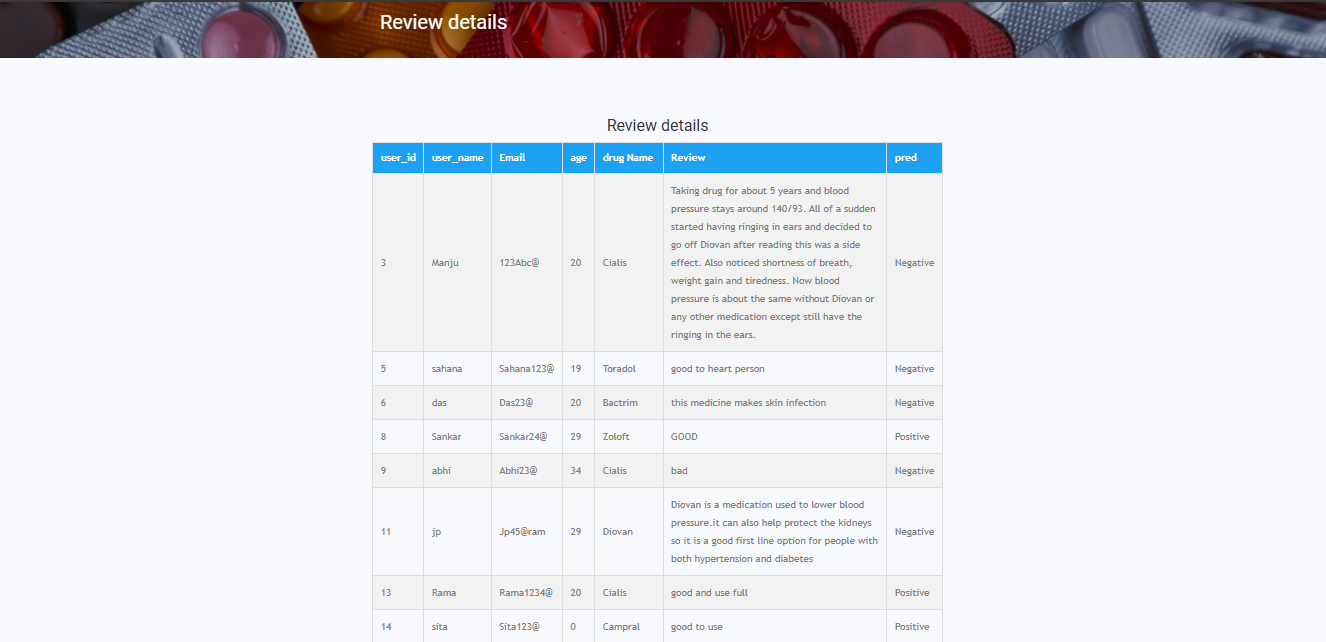 Review details
Review details
user_id user_name Email age drug Name Review pred
3 Manju 123Abc@ 20 Cialis Taking drug for about 5 years and blood
pressure stays around 140/93. All of a sudden
started having ringing in ears and decided to
go off Diovan after reading this was a side
effect. Also noticed shortness of breath,
weight gain and tiredness. Now blood
pressure is about the same without Diovan or
any other medication except still have the
ringing in the ears. Negative
5 sahana Sahana123@ 19 Toradol good to heart person Negative
6 das Das23@ 20 Bactrim this medicine makes skin infection Negative
8 Sankar Sankar24@ 29 Zoloft GOOD Positive
9 abhi Abhi23@ 34 Cialis bad Negative
11 jp Jp45@ram 29 Diovan Diovan is a medication used to lower blood
pressure.it can also help protect the kidneys
so it is a good first line option for people with
both hypertension and diabetes Negative
13 Rama Rama1234@ 20 Cialis good and use full Positive
14 sita Sita123@ 0 Campral good to use Positive